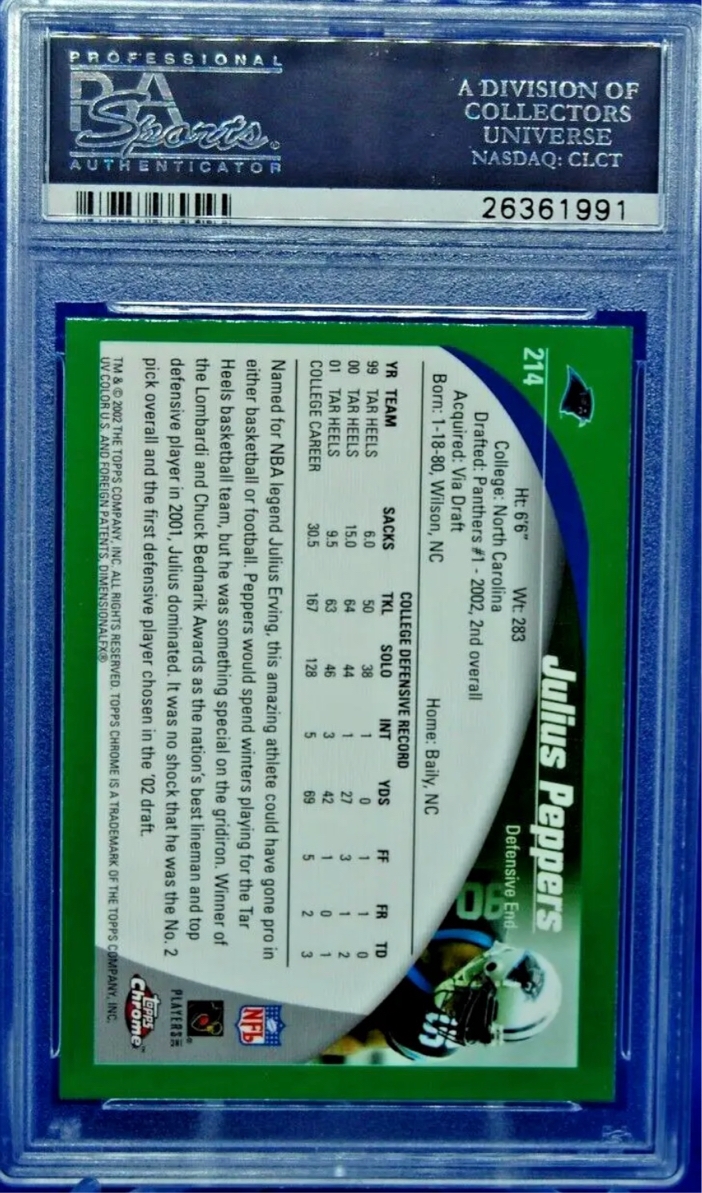 PROFESSIONAL
PSA
Sports
AUTHENTICATOR
A DIVISION OF
COLLECTORS
UNIVERSE
NASDAQ: CLCT
26361991
214
Julius Peppers
Defensive End
Ht: 6'6" Wt: 283
College: North Carolina
Drafted: Panthers #1 - 2002, 2nd overall
Acquired: Via Draft
Born: 1-18-80, Wilson, NC Home: Baily, NC
COLLEGE DEFENSIVE RECORD
YR TEAM SACKS TKL SOLO INT YDS FF FR TD
99 TAR HEELS 6.0 50 38 1 0 1 1 0
00 TAR HEELS 15.0 64 44 1 27 3 1 2
01 TAR HEELS 9.5 63 46 3 42 1 0 1
COLLEGE CAREER 30.5 167 128 5 69 5 2 3
Named for NBA legend Julius Erving, this amazing athlete could have gone pro in
either basketball or football. Peppers would spend winters playing for the Tar
Heels basketball team, but he was something special on the gridiron. Winner of
the Lombardi and Chuck Bednarik Awards as the nation's best lineman and top
defensive player in 2001, Julius dominated. It was no shock that he was the No. 2
pick overall and the first defensive player chosen in the '02 draft.
NFL
PLAYERS INC
topps
Chrome™
TM & © 2002 THE TOPPS COMPANY, INC. ALL RIGHTS RESERVED. TOPPS CHROME IS A TRADEMARK OF THE TOPPS COMPANY, INC.
UV COLOR U.S. AND FOREIGN PATENTS. DIMENSIONALFX®